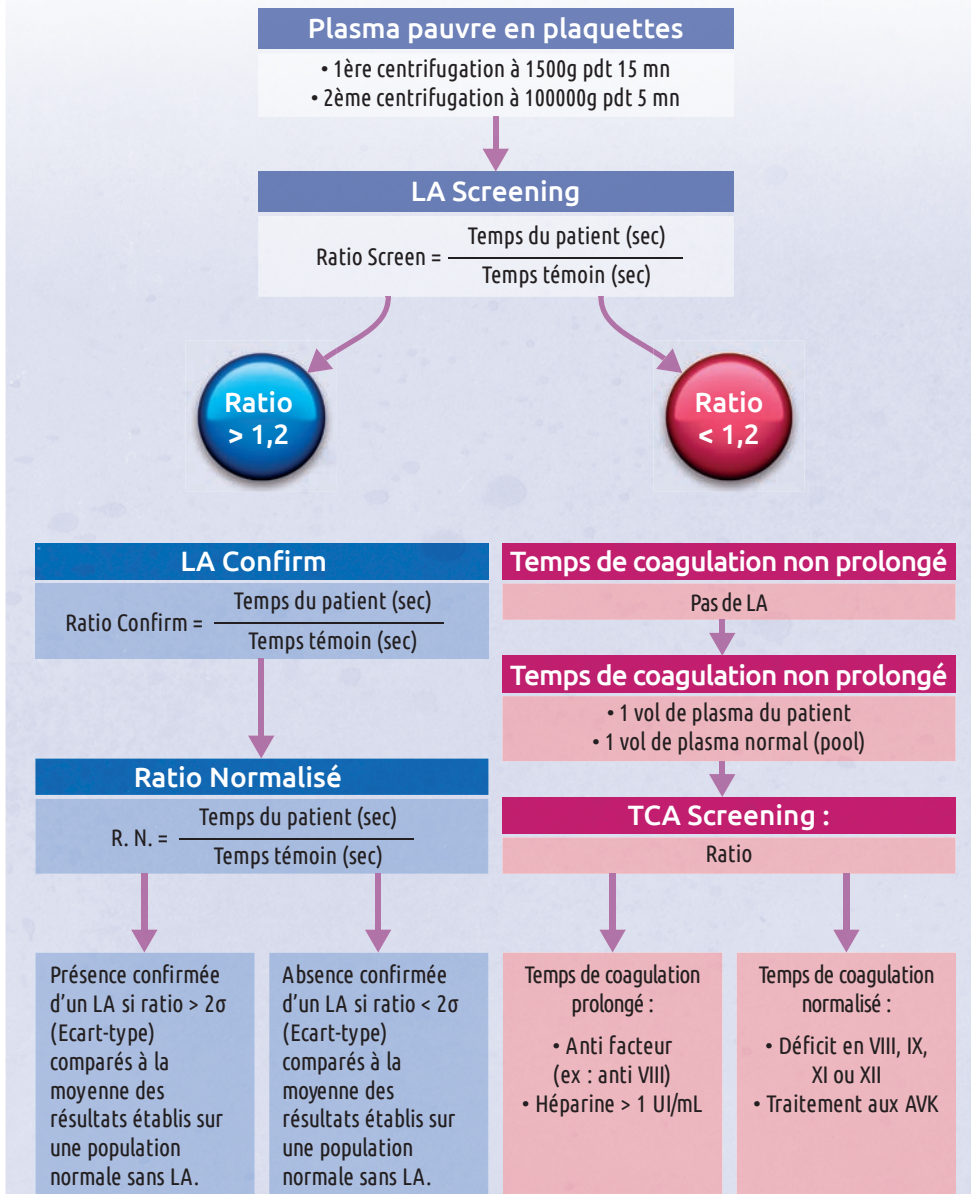 Plasma pauvre en plaquettes
• 1ère centrifugation à 1500g pdt 15 mn
• 2ème centrifugation à 100000g pdt 5 mn
LA Screening
Ratio Screen =
Temps du patient (sec)
Temps témoin (sec)
Ratio
> 1,2
Ratio
< 1,2
LA Confirm
Ratio Confirm =
Temps du patient (sec)
Temps témoin (sec)
Ratio Normalisé
R. N. =
Temps du patient (sec)
Temps témoin (sec)
Présence confirmée
d'un LA si ratio > 2σ
(Ecart-type)
comparés à la
moyenne des
résultats établis sur
une population
normale sans LA.
Absence confirmée
d'un LA si ratio < 2σ
(Ecart-type)
comparés à la
moyenne des
résultats établis sur
une population
normale sans LA.
Temps de coagulation non prolongé
Pas de LA
Temps de coagulation non prolongé
• 1 vol de plasma du patient
• 1 vol de plasma normal (pool)
TCA Screening :
Ratio
Temps de coagulation
prolongé :
• Anti facteur
(ex : anti VIII)
• Héparine > 1 UI/mL
Temps de coagulation
normalisé :
• Déficit en VIII, IX,
XI ou XII
• Traitement aux AVK